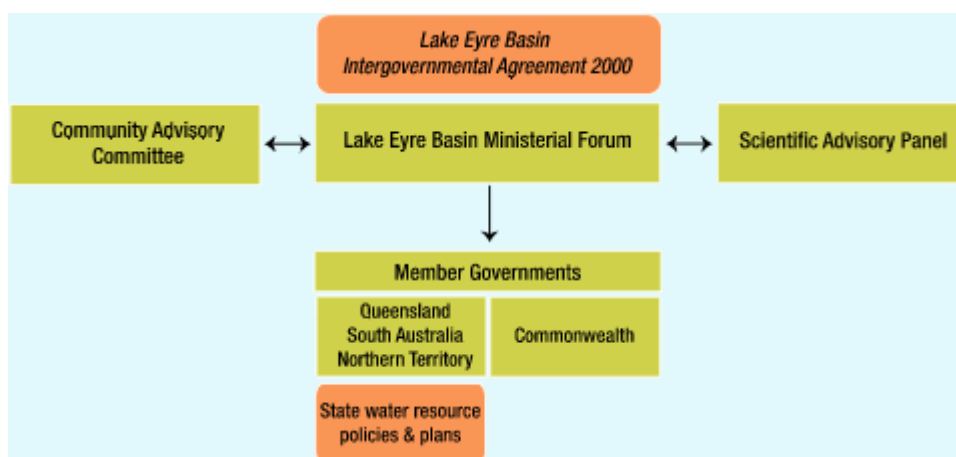 Lake Eyre Basin
Intergovernmental Agreement 2000
Community Advisory
Committee
Lake Eyre Basin Ministerial Forum
Scientific Advisory Panel
Member Governments
Queensland
South Australia
Northern Territory
Commonwealth
State water resource
policies & plans